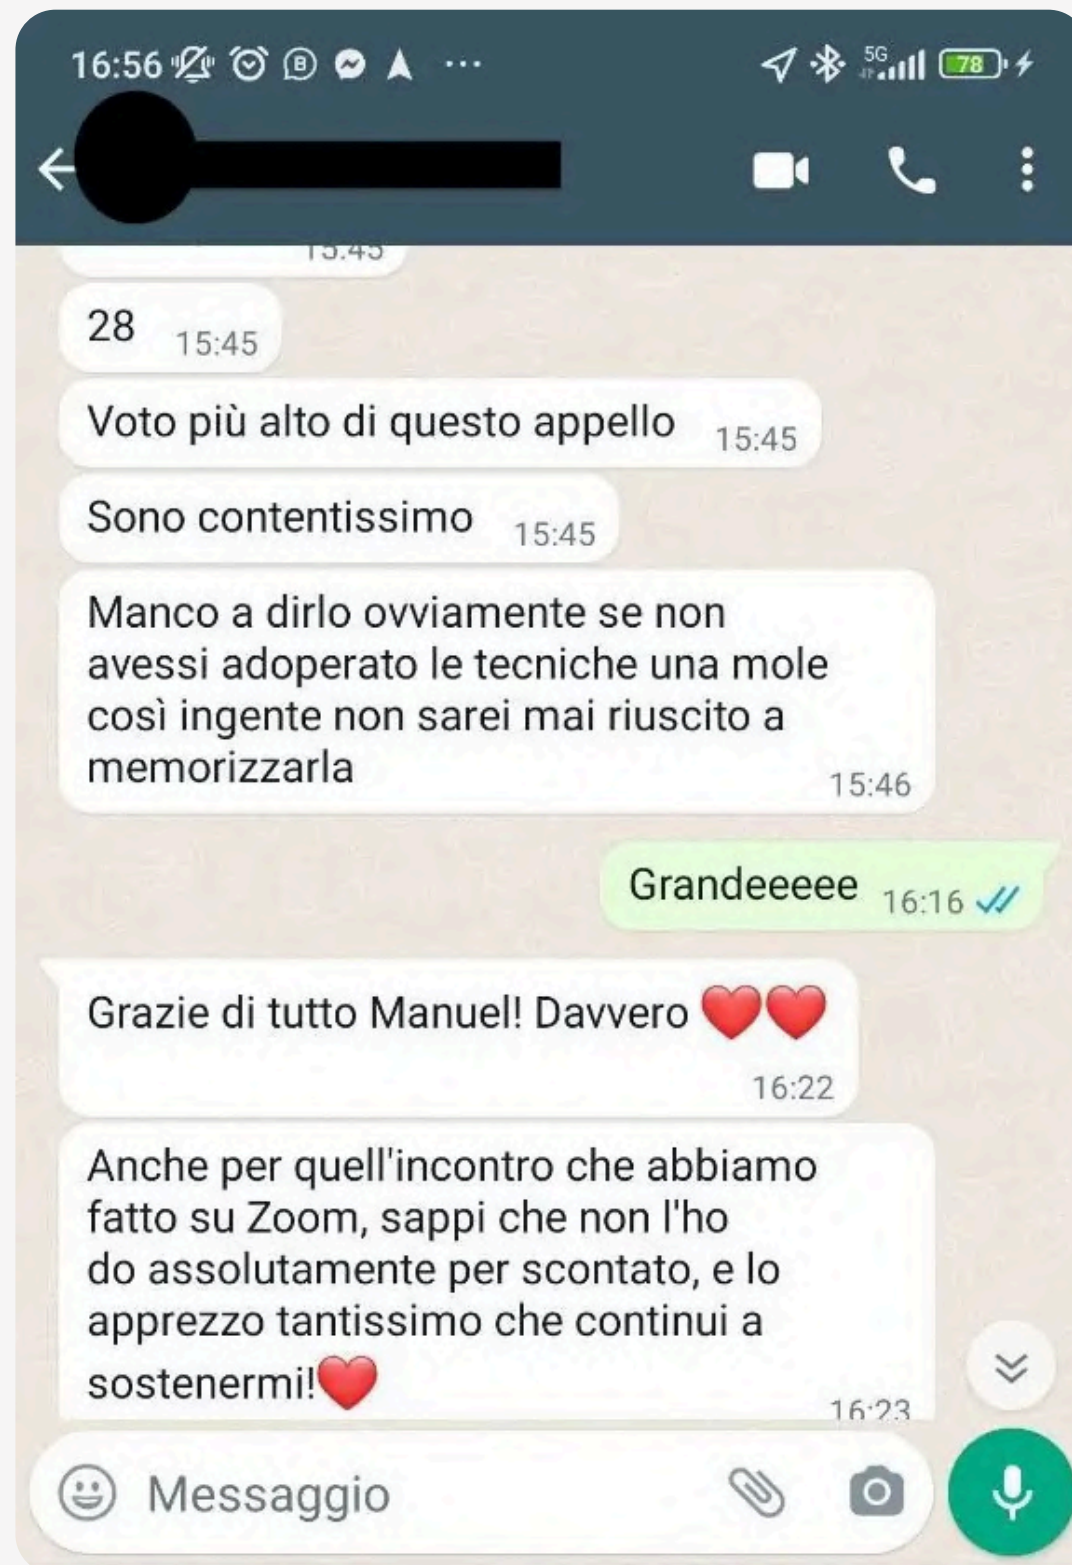 16:56 B ... 5G 78
15:45
28 15:45
Voto più alto di questo appello 15:45
Sono contentissimo 15:45
Manco a dirlo ovviamente se non
avessi adoperato le tecniche una mole
così ingente non sarei mai riuscito a
memorizzarla
15:46
Grandeeeee 16:16
Grazie di tutto Manuel! Davvero ❤️❤️
16:22
Anche per quell'incontro che abbiamo
fatto su Zoom, sappi che non l'ho
do assolutamente per scontato, e lo
apprezzo tantissimo che continui a
sostenermi!❤️
16:23
Messaggio